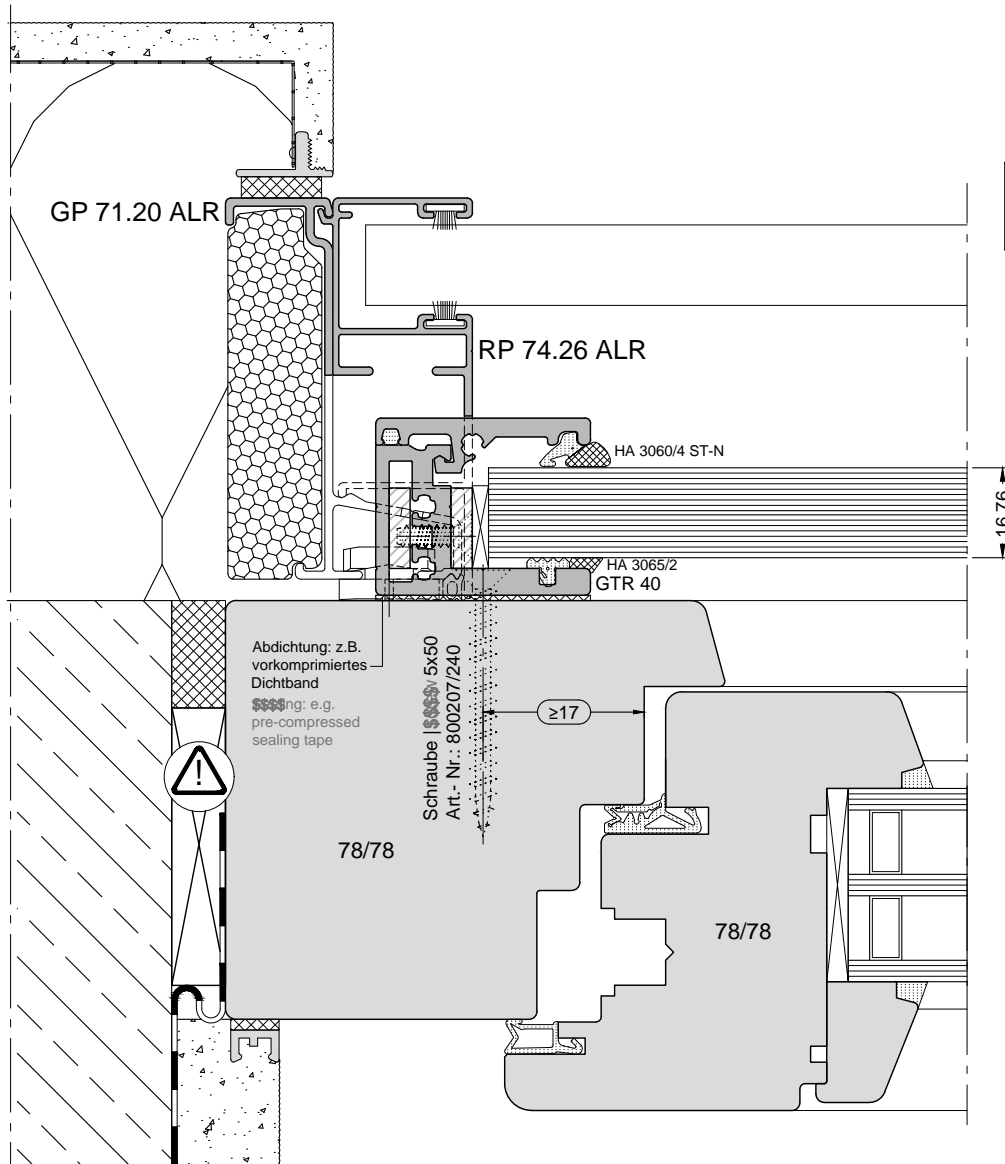 GP 71.20 ALR
RP 74.26 ALR
HA 3060/4 ST-N
16,76
HA 3065/2
GTR 40
Abdichtung: z.B.
vorkomprimiertes
Dichtband
e.g.
pre-compressed
sealing tape
Schraube | 5x50
Art.- Nr.: 800207/240
≥17
!
78/78
78/78